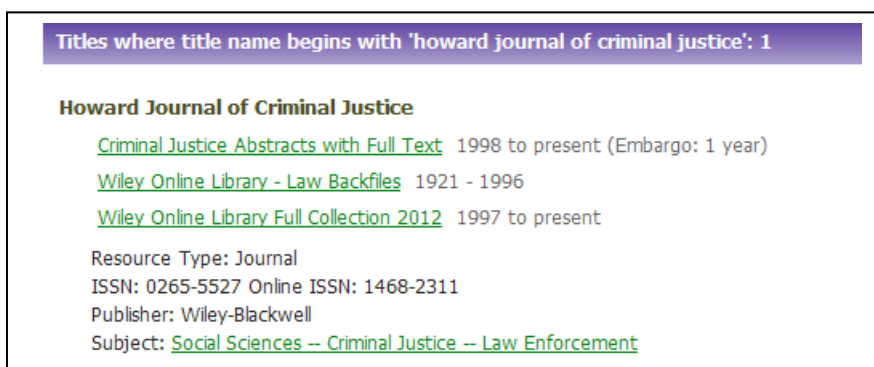 Titles where title name begins with 'howard journal of criminal justice': 1
Howard Journal of Criminal Justice
Criminal Justice Abstracts with Full Text 1998 to present (Embargo: 1 year)
Wiley Online Library - Law Backfiles 1921 - 1996
Wiley Online Library Full Collection 2012 1997 to present
Resource Type: Journal
ISSN: 0265-5527 Online ISSN: 1468-2311
Publisher: Wiley-Blackwell
Subject: Social Sciences -- Criminal Justice -- Law Enforcement